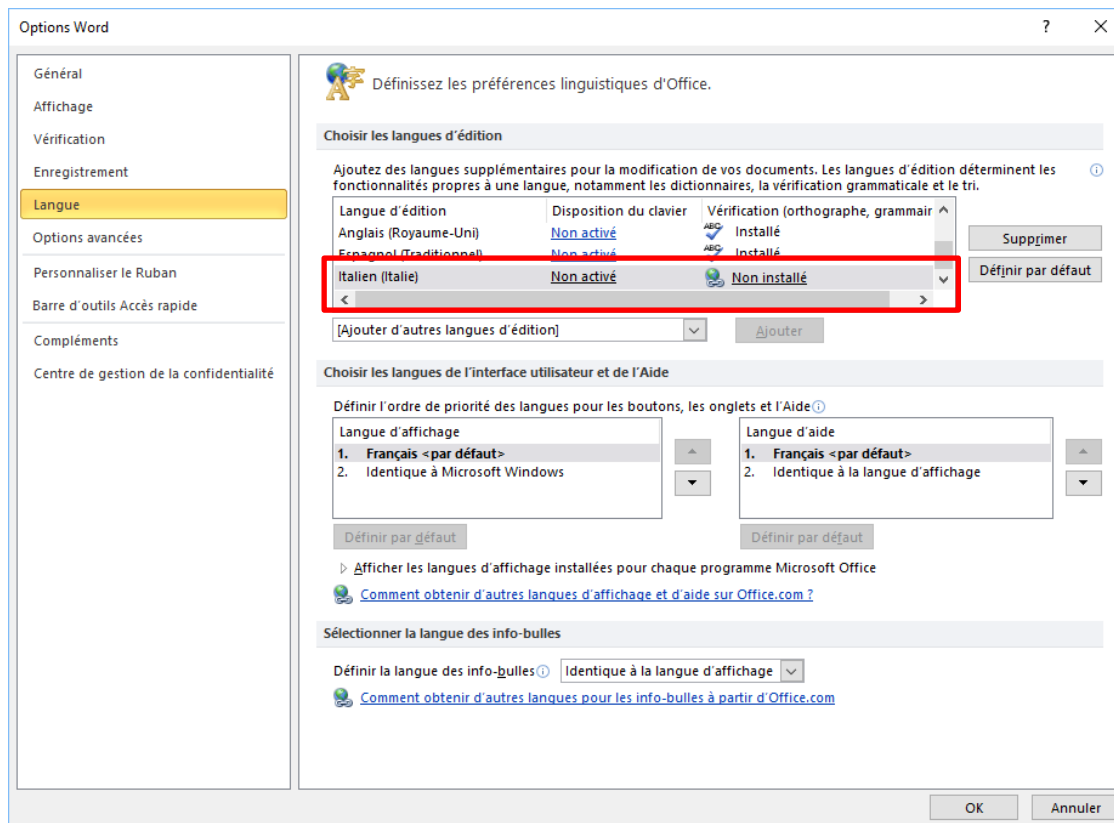 Options Word
?
Général
Affichage
Vérification
Enregistrement
Langue
Options avancées
Personnaliser le Ruban
Barre d'outils Accès rapide
Compléments
Centre de gestion de la confidentialité
Définissez les préférences linguistiques d'Office.
Choisir les langues d'édition
Ajoutez des langues supplémentaires pour la modification de vos documents. Les langues d'édition déterminent les
fonctionnalités propres à une langue, notamment les dictionnaires, la vérification grammaticale et le tri.
Langue d'édition Disposition du clavier Vérification (orthographe, grammair
Anglais (Royaume-Uni) Non activé ABC Installé
Espagnol (Traditionnel) Non activé ABC Installé
Italien (Italie) Non activé Non installé
Supprimer
Définir par défaut
[Ajouter d'autres langues d'édition] Ajouter
Choisir les langues de l'interface utilisateur et de l'Aide
Définir l'ordre de priorité des langues pour les boutons, les onglets et l'Aide
Langue d'affichage
1. Français <par défaut>
2. Identique à Microsoft Windows
Définir par défaut
Langue d'aide
1. Français <par défaut>
2. Identique à la langue d'affichage
Définir par défaut
Afficher les langues d'affichage installées pour chaque programme Microsoft Office
Comment obtenir d'autres langues d'affichage et d'aide sur Office.com ?
Sélectionner la langue des info-bulles
Définir la langue des info-bulles Identique à la langue d'affichage
Comment obtenir d'autres langues pour les info-bulles à partir d'Office.com
OK Annuler